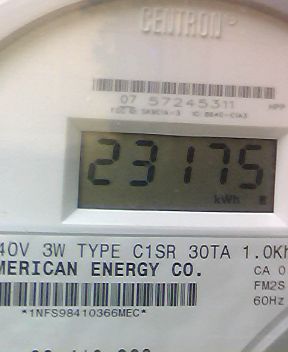 CENTRON
07 57245311
23175
kWh
40V 3W TYPE C1SR 30TA 1.0Kh
MERICAN ENERGY CO.
CA 0
FM2S
60Hz
*1NFS98410366MEC*